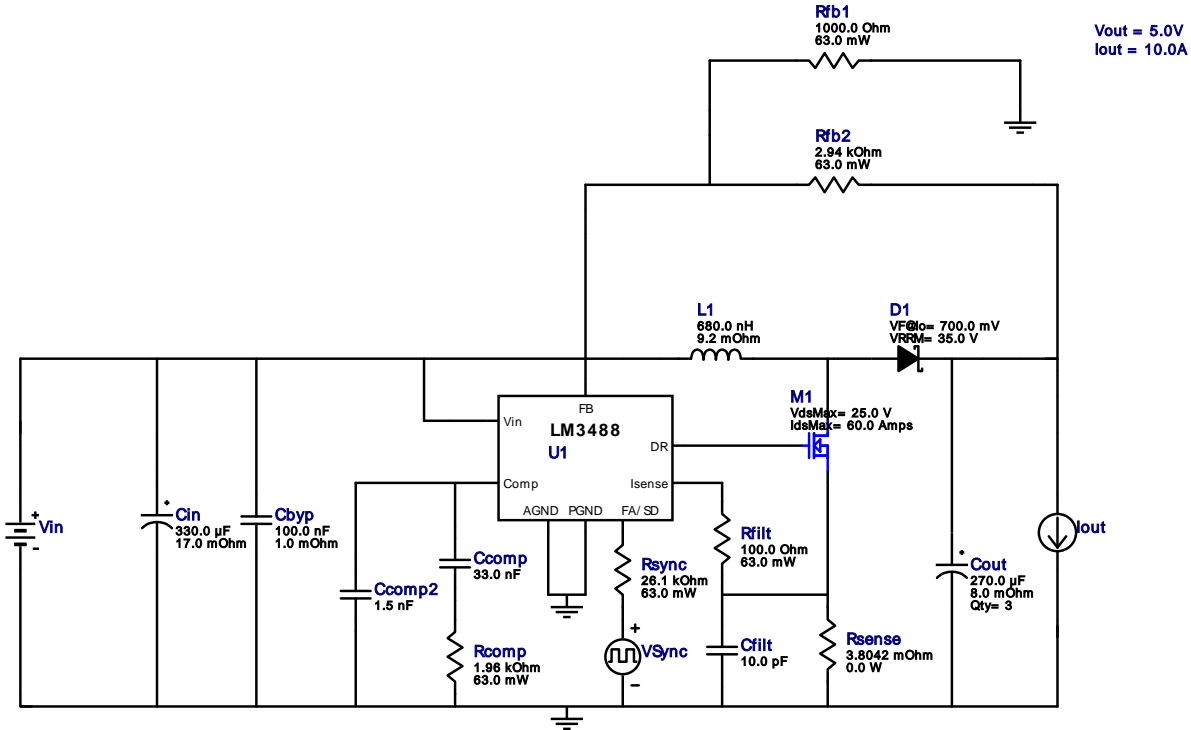 Rfb1
1000.0 Ohm
63.0 mW
Vout = 5.0V
Iout = 10.0A
Rfb2
2.94 kOhm
63.0 mW
L1
680.0 nH
9.2 mOhm
D1
VF@Io= 700.0 mV
VRRM= 35.0 V
M1
VdsMax= 25.0 V
IdsMax= 60.0 Amps
FB
Vin
LM3488
U1
DR
Comp
Isense
AGND PGND FA/SD
+
Vin
-
+
Cin
330.0 µF
17.0 mOhm
Cbyp
100.0 nF
1.0 mOhm
Ccomp
33.0 nF
Ccomp2
1.5 nF
Rcomp
1.96 kOhm
63.0 mW
Rsync
26.1 kOhm
63.0 mW
+
VSync
-
Rfilt
100.0 Ohm
63.0 mW
Cfilt
10.0 pF
Rsense
3.8042 mOhm
0.0 W
+
Cout
270.0 µF
8.0 mOhm
Qty= 3
Iout